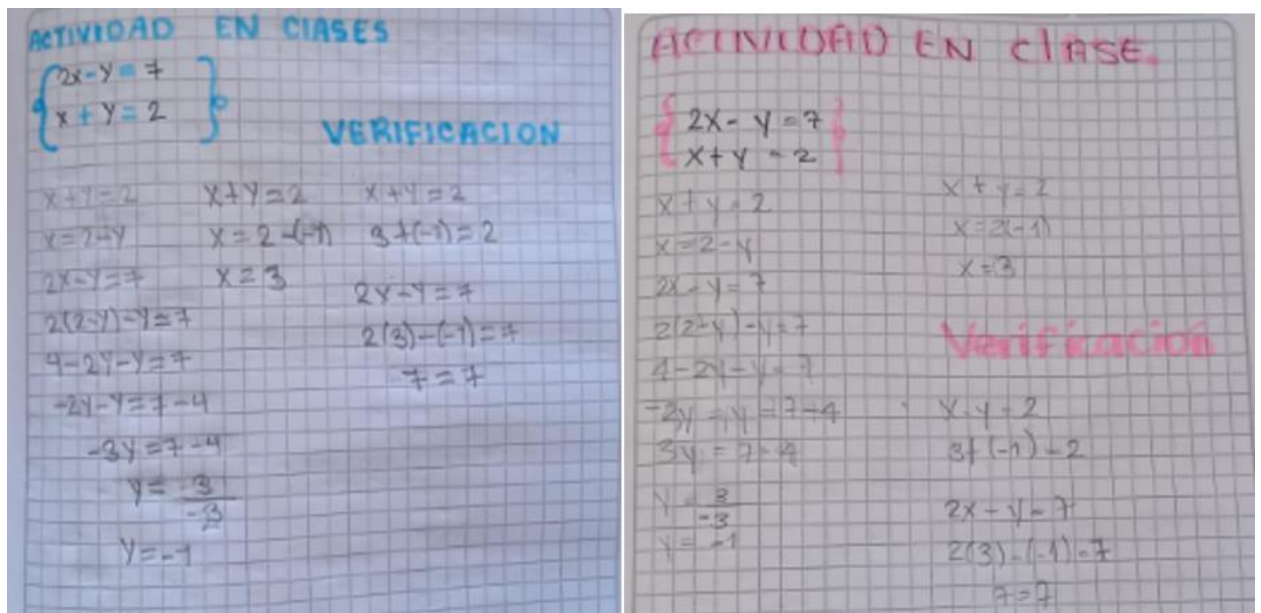 ACTIVIDAD EN ClASES
2x-y=7
x+y=2
VERIFICACION
x+y=2
x=2-y
2x-y=7
2(2-y)-y=7
4-2y-y=7
-2y-y=7-4
-3y=7-4
y=3
-3
y=-1
x+y=2
x=2-(-1)
x=3
x+y=2
3+(-1)=2
2x-y=7
2(3)-(-1)=7
7=7
ACTIVIDAD EN ClASE.
2x-y=7
x+y=2
x+y=2
x=2-y
2x-y=7
2(2-y)-y=7
4-2y-y=7
3y=7-4
y=3
-3
y=-1
x+y=2
x=2(-1)
x=3
Verificación
3+(-1)=2
2x-y=7
2(3)-(-1)=7
7=7